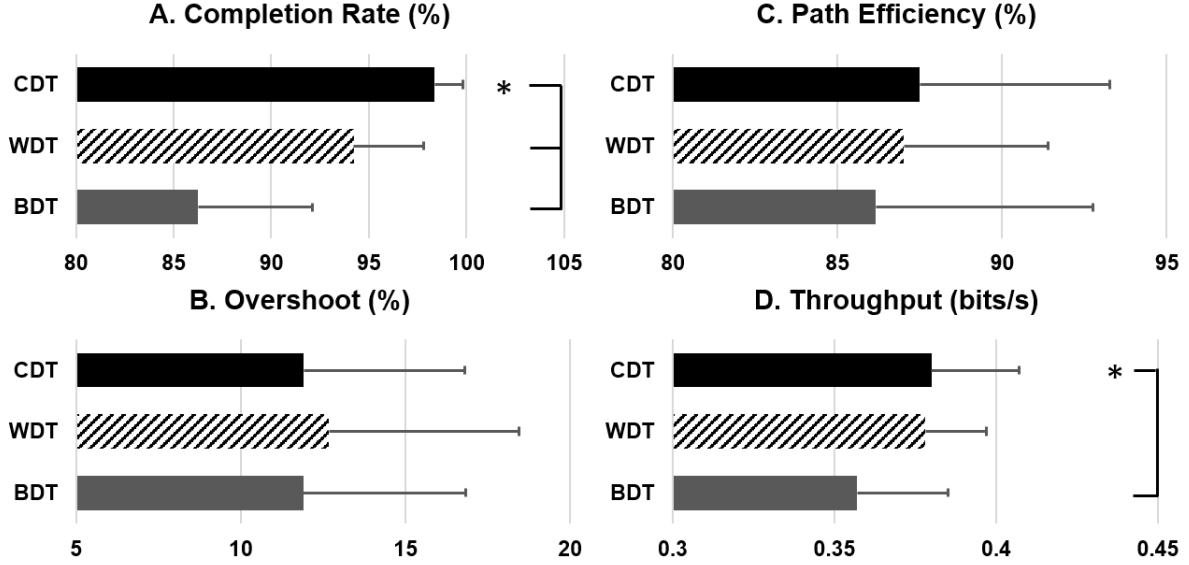 A. Completion Rate (%)
CDT
*
WDT
BDT
80 85 90 95 100 105
C. Path Efficiency (%)
CDT
WDT
BDT
80 85 90 95
B. Overshoot (%)
CDT
WDT
BDT
5 10 15 20
D. Throughput (bits/s)
CDT
*
WDT
BDT
0.3 0.35 0.4 0.45